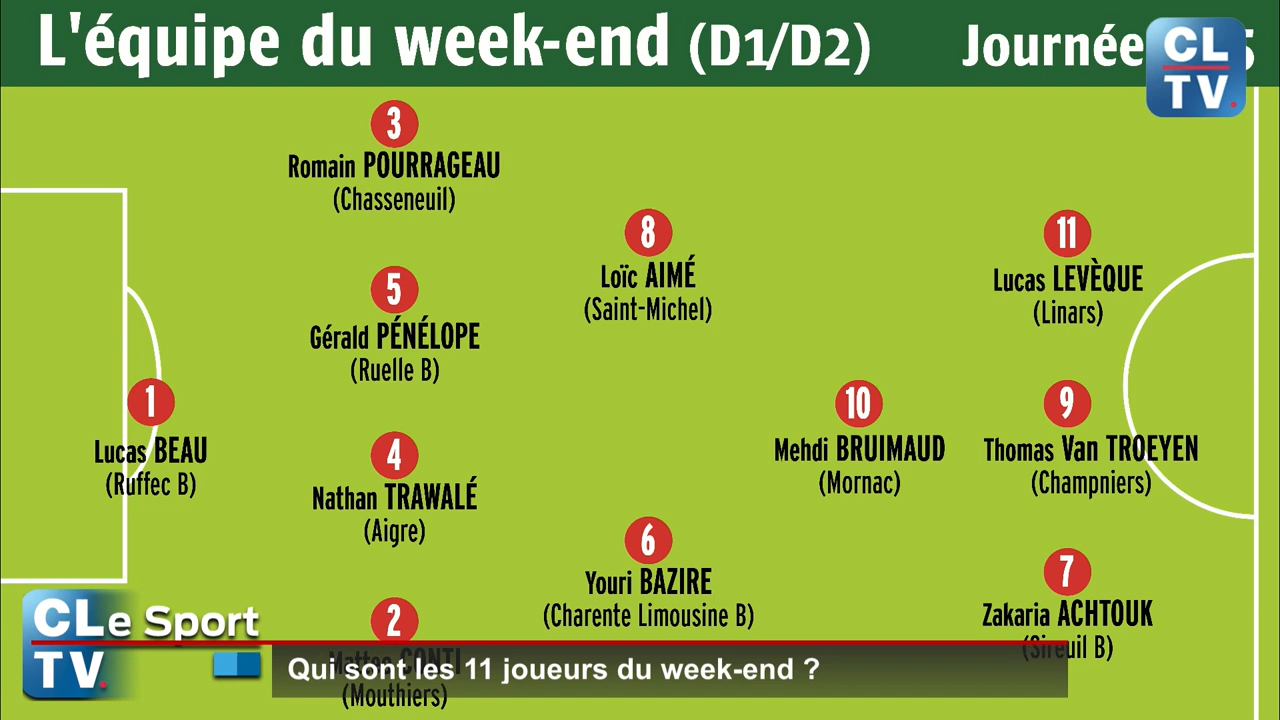 L'équipe du week-end (D1/D2)
Journée
CL
TV.
3
Romain POURRAGEAU
(Chasseneuil)
8
Loïc AIMÉ
(Saint-Michel)
11
Lucas LEVÈQUE
(Linars)
5
Gérald PÉNÉLOPE
(Ruelle B)
1
Lucas BEAU
(Ruffec B)
10
Mehdi BRUIMAUD
(Mornac)
9
Thomas Van TROEYEN
(Champniers)
4
Nathan TRAWALÉ
(Aigre)
6
Youri BAZIRE
(Charente Limousine B)
7
Zakaria ACHTOUK
(Sireuil B)
2
CONTI
(Mouthiers)
CLe Sport
TV.
Qui sont les 11 joueurs du week-end ?